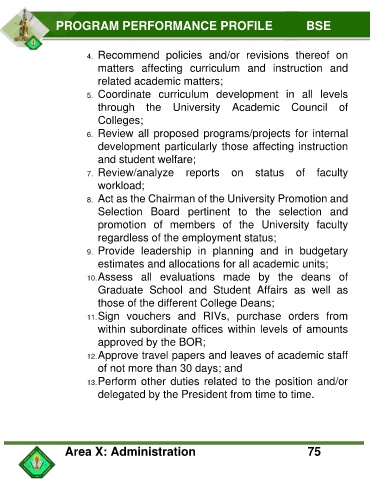 PROGRAM PERFORMANCE PROFILE BSE
4. Recommend policies and/or revisions thereof on
matters affecting curriculum and instruction and
related academic matters;
5. Coordinate curriculum development in all levels
through the University Academic Council of
Colleges;
6. Review all proposed programs/projects for internal
development particularly those affecting instruction
and student welfare;
7. Review/analyze reports on status of faculty
workload;
8. Act as the Chairman of the University Promotion and
Selection Board pertinent to the selection and
promotion of members of the University faculty
regardless of the employment status;
9. Provide leadership in planning and in budgetary
estimates and allocations for all academic units;
10. Assess all evaluations made by the deans of
Graduate School and Student Affairs as well as
those of the different College Deans;
11. Sign vouchers and RIVs, purchase orders from
within subordinate offices within levels of amounts
approved by the BOR;
12. Approve travel papers and leaves of academic staff
of not more than 30 days; and
13. Perform other duties related to the position and/or
delegated by the President from time to time.
Area X: Administration 75